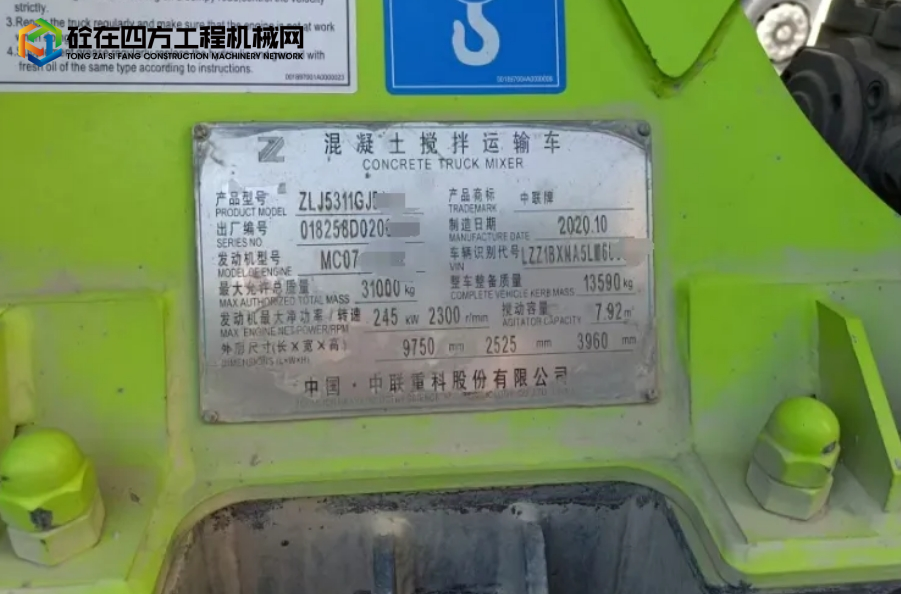 strictly.
3.Re the truck regularly and make sure that the engine is not at work
砼在四方工程机械网
TONG ZAI SI FANG CONSTRUCTION MACHINERY NETWORK
fresh oil of the same type according to instructions.
001897901A0000023
001897904A0000006
混凝土搅拌运输车
CONCRETE TRUCK MIXER
产品型号 ZLJ5311GJ
PRODUCT MODEL
产品商标 中联牌
TRADEMARK
出厂编号 018256D020
SERIES NO.
制造日期 2020.10
MANUFACTURE DATE
发动机型号 MC07
MODEL OF ENGINE
车辆识别代号 LZZ1BXNA5L
VIN
最大允许总质量 31000 kg
MAX.AUTHORIZED TOTAL MASS
整车整备质量 13590 kg
COMPLETE VEHICLE KERB MASS
发动机最大净功率/转速 245 kW 2300 r/min
MAX.ENGINE NET POWER/RPM
搅动容量 7.92 m³
AGITATOR CAPACITY
外形尺寸(长×宽×高) 9750 mm 2525 mm 3960 mm
DIMENSIONS (L×W×H)
中国·中联重科股份有限公司